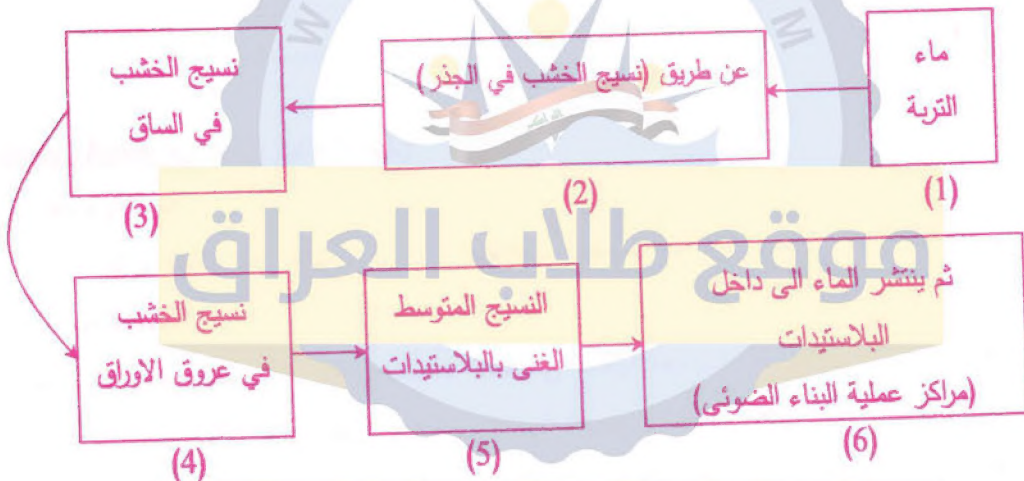 ماء
التربة
(1)
عن طريق (نسيج الخشب في الجذر)
(2)
نسيج الخشب
في الساق
(3)
نسيج الخشب
في عروق الاوراق
(4)
النسيج المتوسط
الغني بالبلاستيدات
(5)
ثم ينتشر الماء الى داخل
البلاستيدات
(مراكز عملية البناء الضوئي)
(6)
موقع طلاب العراق
W
M